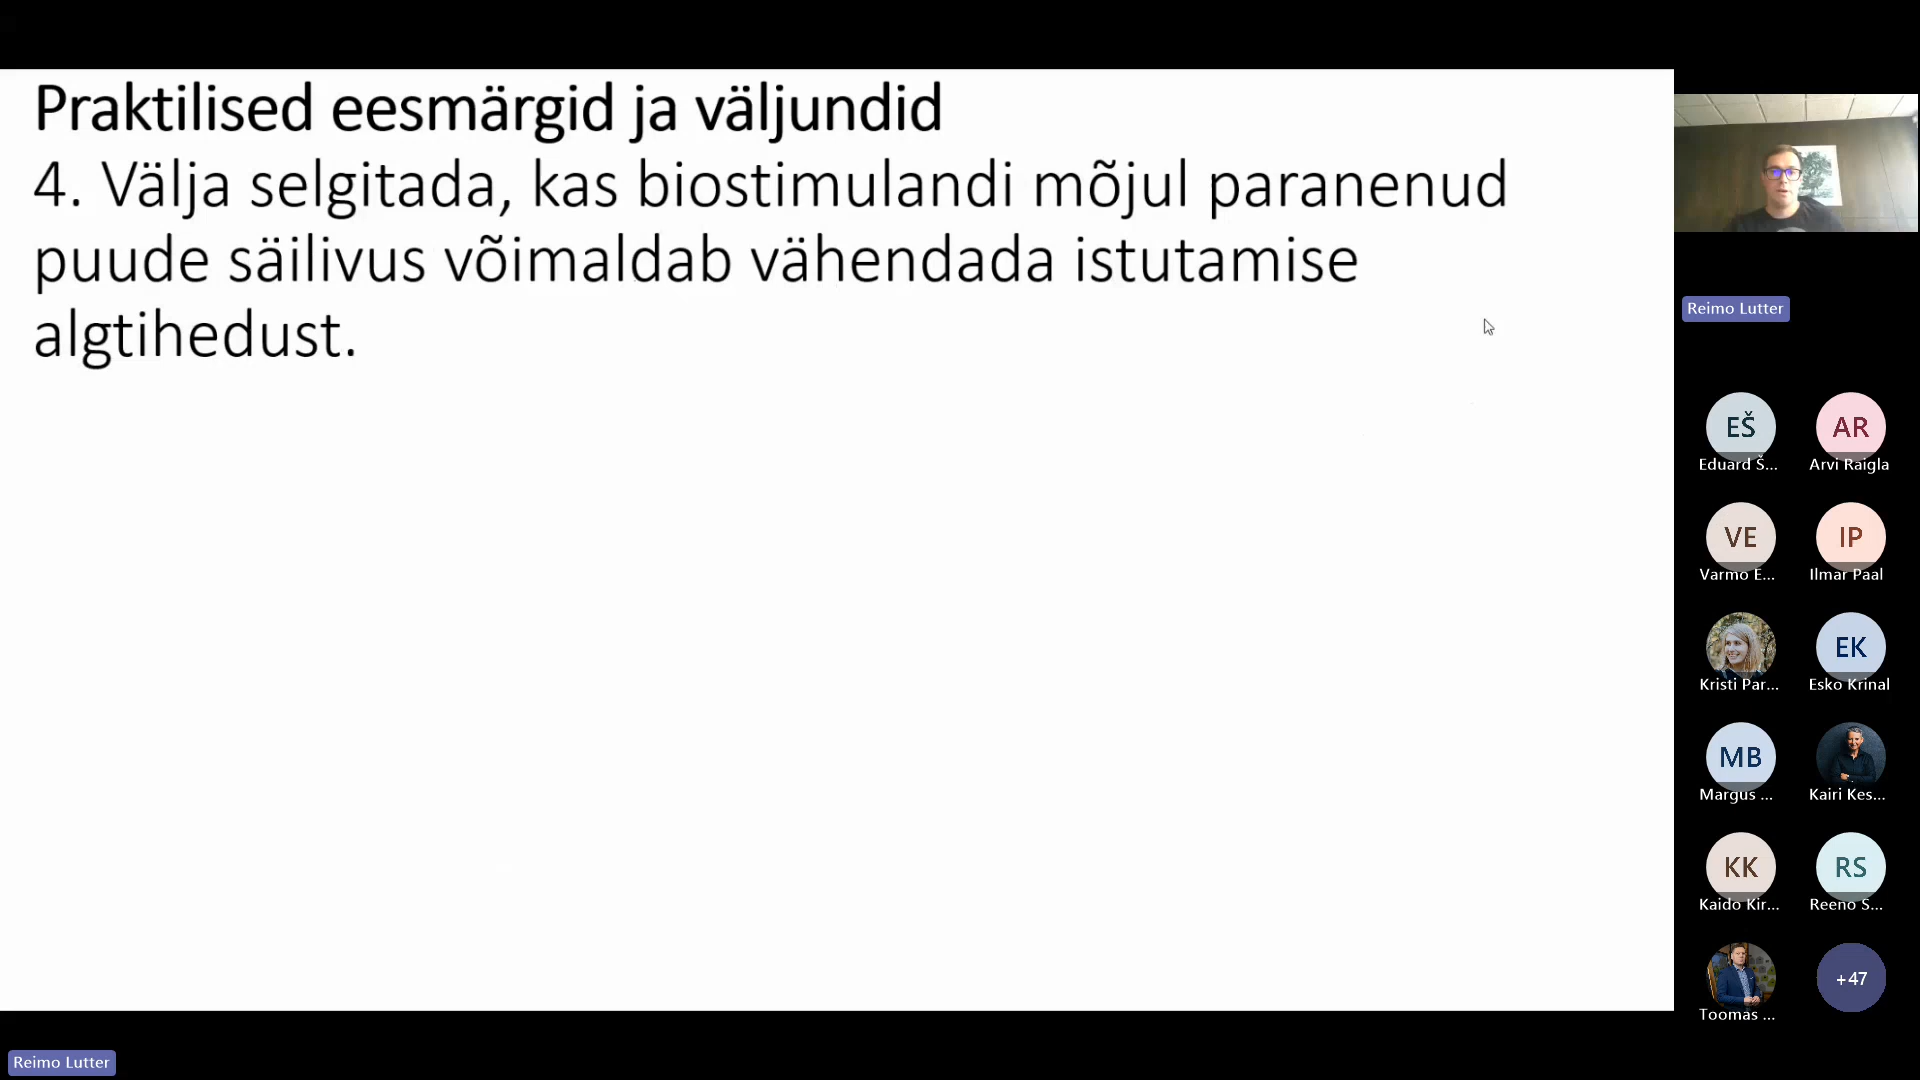 Praktilised eesmärgid ja väljundid
4. Välja selgitada, kas biostimulandi mõjul paranenud
puude säilivus võimaldab vähendada istutamise
algtihedust.
Reimo Lutter
EŠ
AR
Eduard Š...
Arvi Raigla
VE
IP
Varmo E...
Ilmar Paal
EK
Kristi Par...
Esko Krinal
MB
Margus ...
Kairi Kes...
KK
RS
Kaido Kir...
Reeno S...
+47
Toomas ...
Reimo Lutter